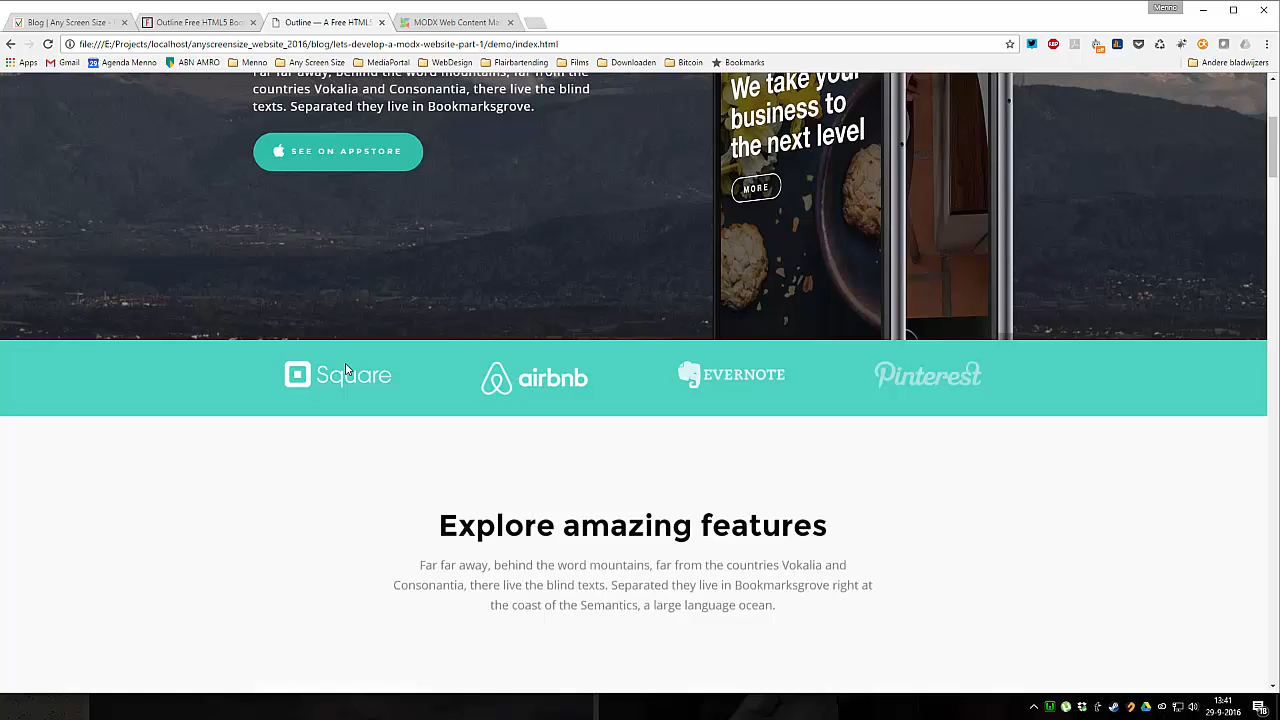 Menno
Blog | Any Screen Size - T
Outline Free HTML5 Boo
Outline — A Free HTML5
MODX Web Content Ma
file:///E:/Projects/localhost/anyscreensize_website_2016/blog/lets-develop-a-modx-website-part-1/demo/index.html
Apps
Gmail
Agenda Menno
ABN AMRO
Menno
Any Screen Size
MediaPortal
WebDesign
Flairbartending
Films
Downloaden
Bitcoin
Bookmarks
Andere bladwijzers
Far far away, behind the word mountains, far from the
countries Vokalia and Consonantia, there live the blind
texts. Separated they live in Bookmarksgrove.
SEE ON APPSTORE
We take your
business to
the next level
MORE
Square
airbnb
EVERNOTE
Pinterest
Explore amazing features
Far far away, behind the word mountains, far from the countries Vokalia and
Consonantia, there live the blind texts. Separated they live in Bookmarksgrove right at
the coast of the Semantics, a large language ocean.
13:41
29-9-2016